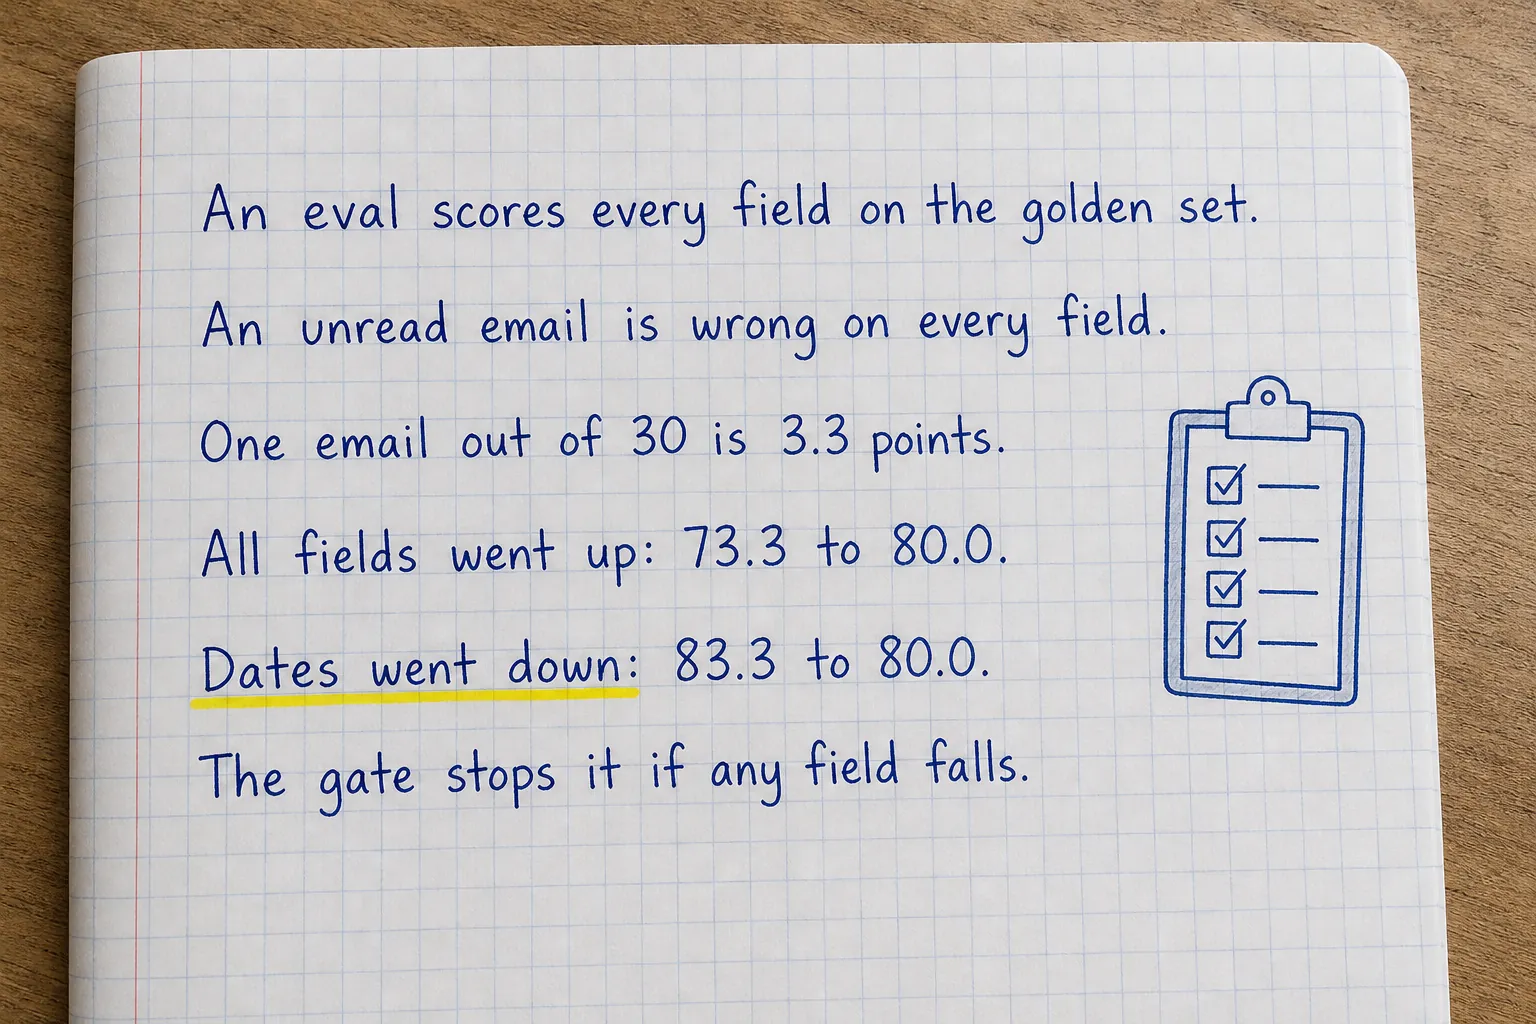 An eval scores every field on the golden set.
An unread email is wrong on every field.
One email out of 30 is 3.3 points.
All fields went up: 73.3 to 80.0.
Dates went down: 83.3 to 80.0.
The gate stops it if any field falls.